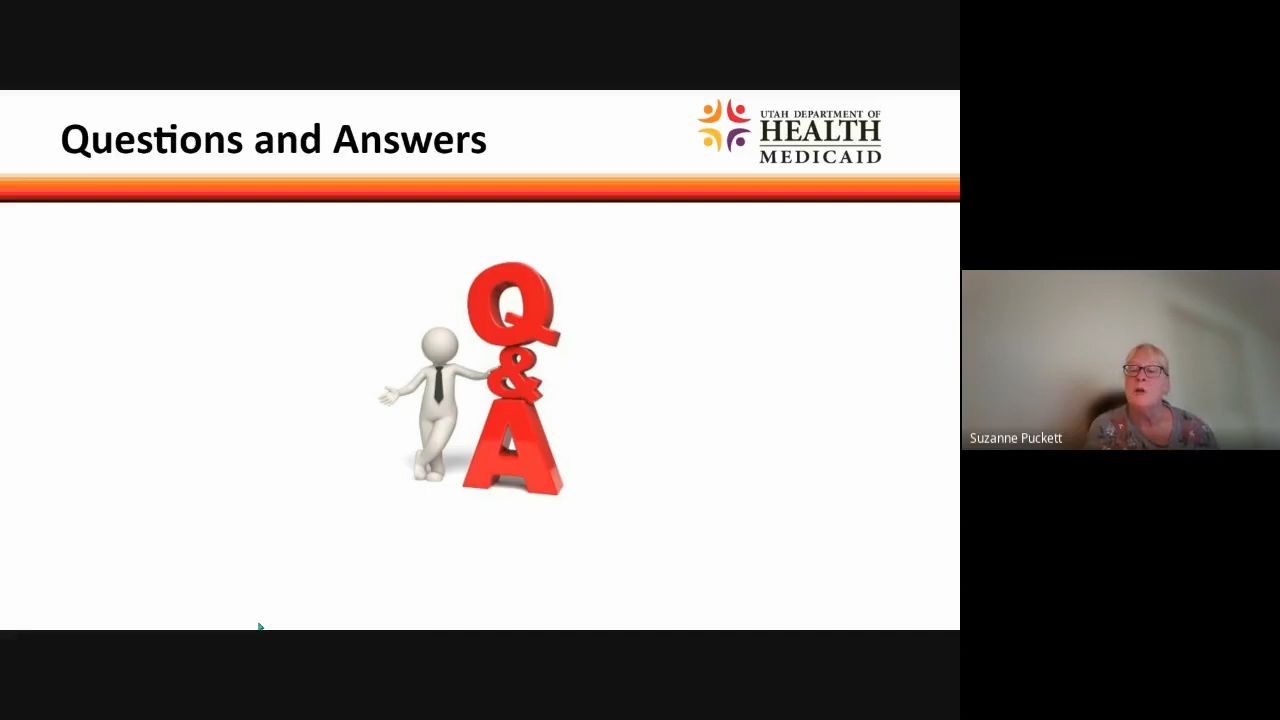 Questions and Answers
UTAH DEPARTMENT OF
HEALTH
MEDICAID
Q
&
A
Suzanne Puckett